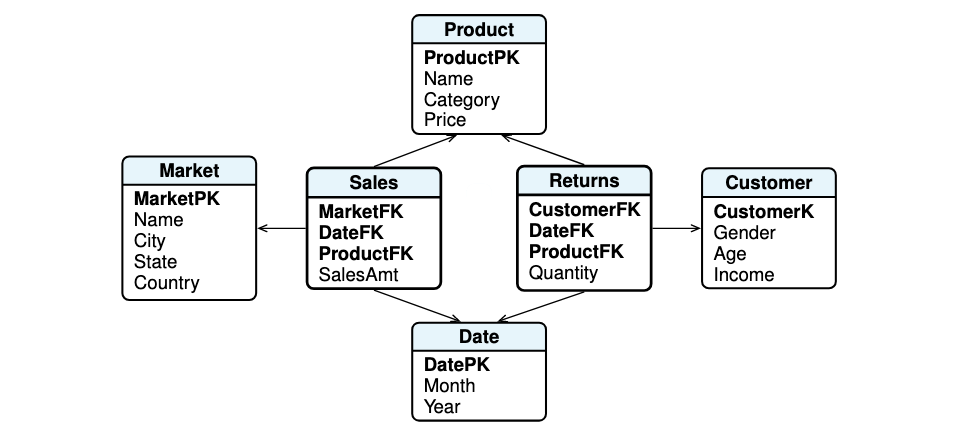 Product
ProductPK
Name
Category
Price
Market
MarketPK
Name
City
State
Country
Sales
MarketFK
DateFK
ProductFK
SalesAmt
Returns
CustomerFK
DateFK
ProductFK
Quantity
Customer
CustomerK
Gender
Age
Income
Date
DatePK
Month
Year